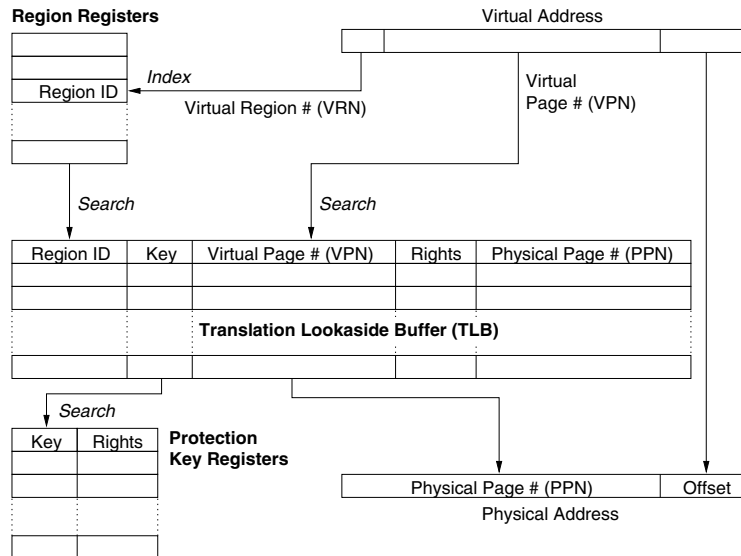 Region Registers
Virtual Address
Index
Region ID
Virtual Region # (VRN)
Virtual
Page # (VPN)
Search
Search
Region ID Key Virtual Page # (VPN) Rights Physical Page # (PPN)
Translation Lookaside Buffer (TLB)
Search
Key Rights
Protection
Key Registers
Physical Page # (PPN) Offset
Physical Address